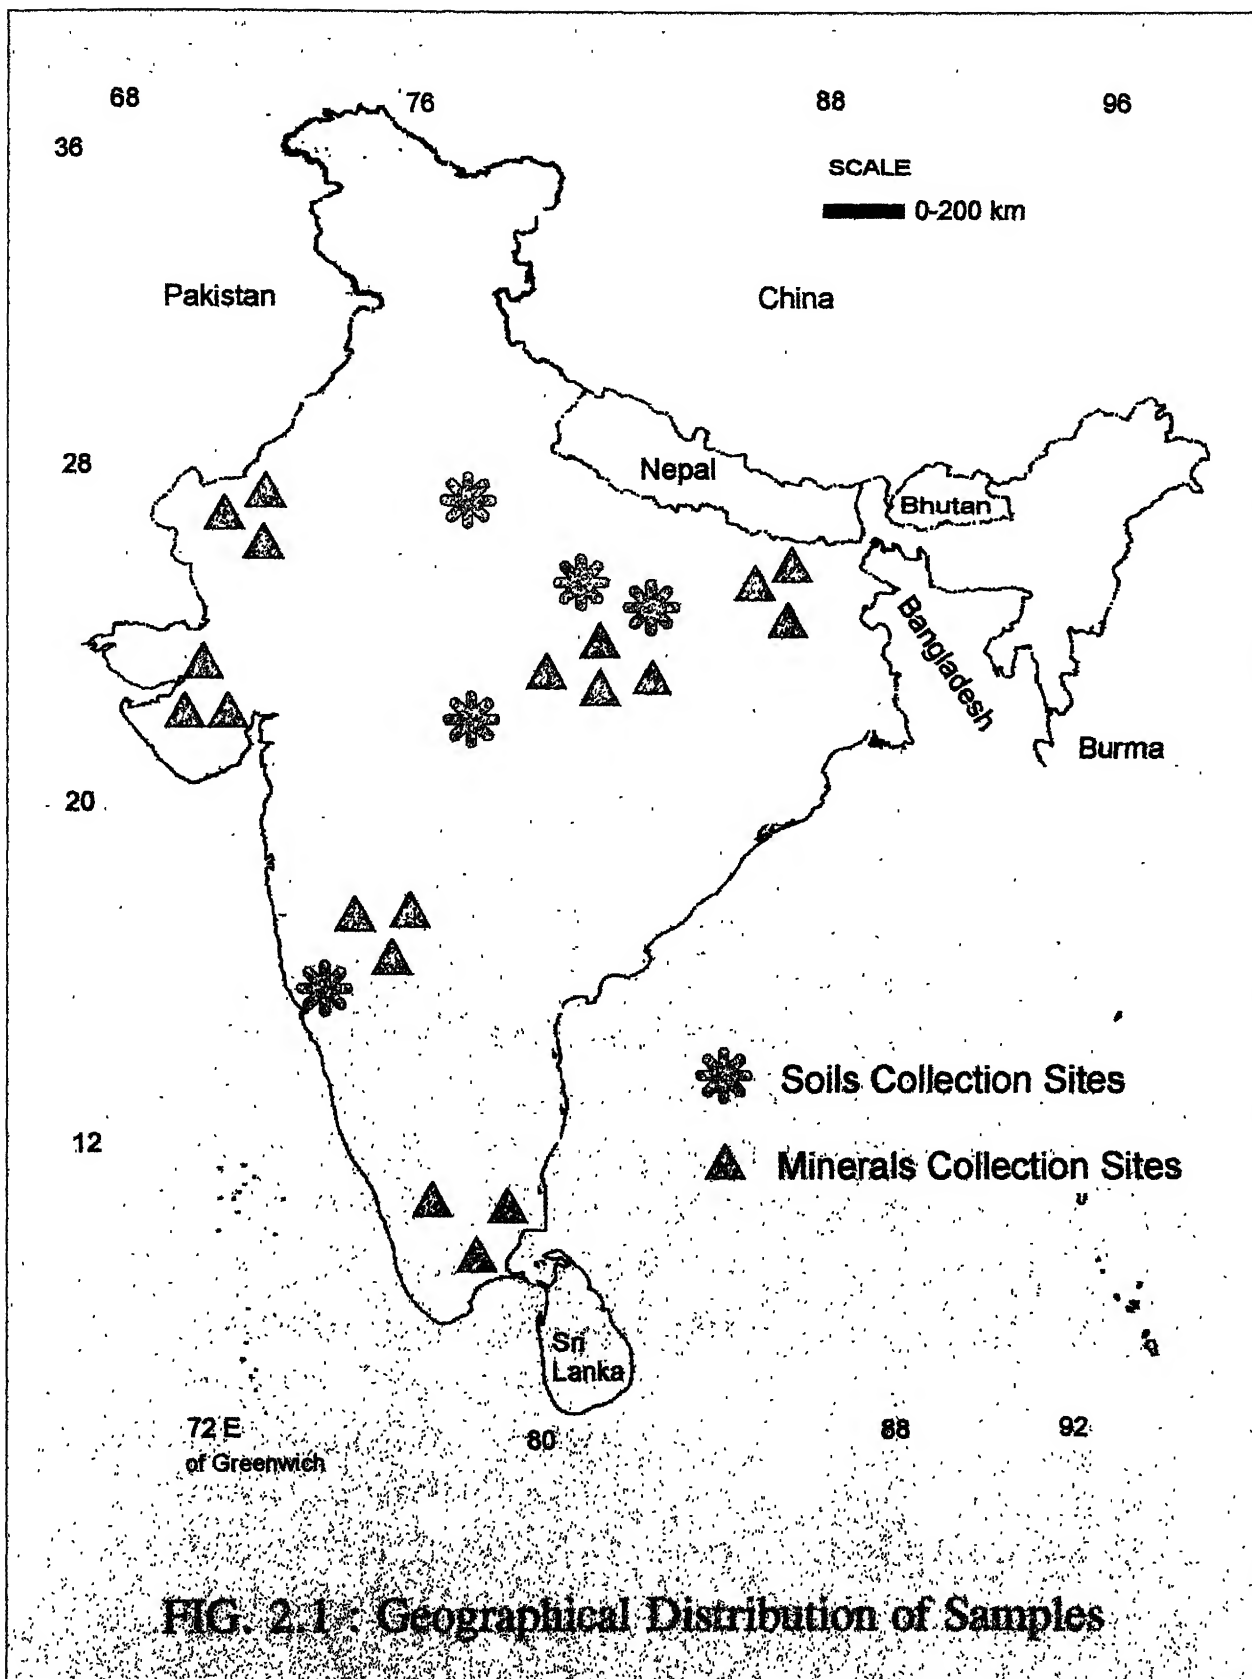 68 76 88 96
36
SCALE
0-200 km
Pakistan China
28
Nepal
Bhutan
Bangladesh
Burma
20
Soils Collection Sites
12
Minerals Collection Sites
Sri
Lanka
72 E 80 88 92
of Greenwich
FIG. 2.1 : Geographical Distribution of Samples